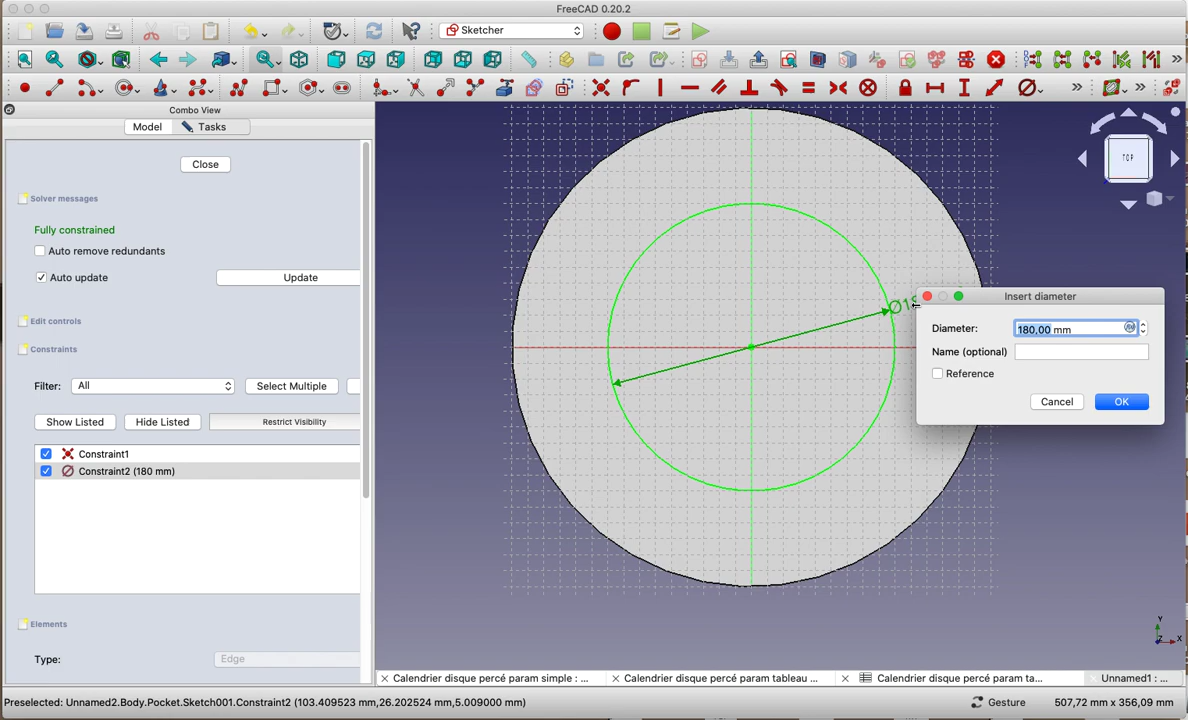 FreeCAD 0.20.2
Sketcher
Combo View
Model
Tasks
Close
Solver messages
Fully constrained
Auto remove redundants
Auto update
Update
Edit controls
Constraints
Filter:
All
Select Multiple
Show Listed
Hide Listed
Restrict Visibility
Constraint1
Constraint2 (180 mm)
Elements
Type:
Edge
TOP
Insert diameter
Diameter:
180,00 mm
Name (optional)
Reference
Cancel
OK
Y
Z
X
Calendrier disque percé param simple : ...
Calendrier disque percé param tableau ...
Calendrier disque percé param ta...
Unnamed1 : ...
Preselected: Unnamed2.Body.Pocket.Sketch001.Constraint2 (103.409523 mm,26.202524 mm,5.009000 mm)
Gesture
507,72 mm x 356,09 mm